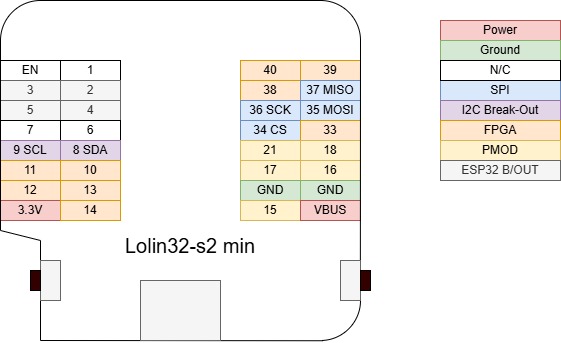 EN 1 40 39
3 2 38 37 MISO
5 4 36 SCK 35 MOSI
7 6 34 CS 33
9 SCL 8 SDA 21 18
11 10 17 16
12 13 GND GND
3.3V 14 15 VBUS
Lolin32-s2 min
Power
Ground
N/C
SPI
I2C Break-Out
FPGA
PMOD
ESP32 B/OUT